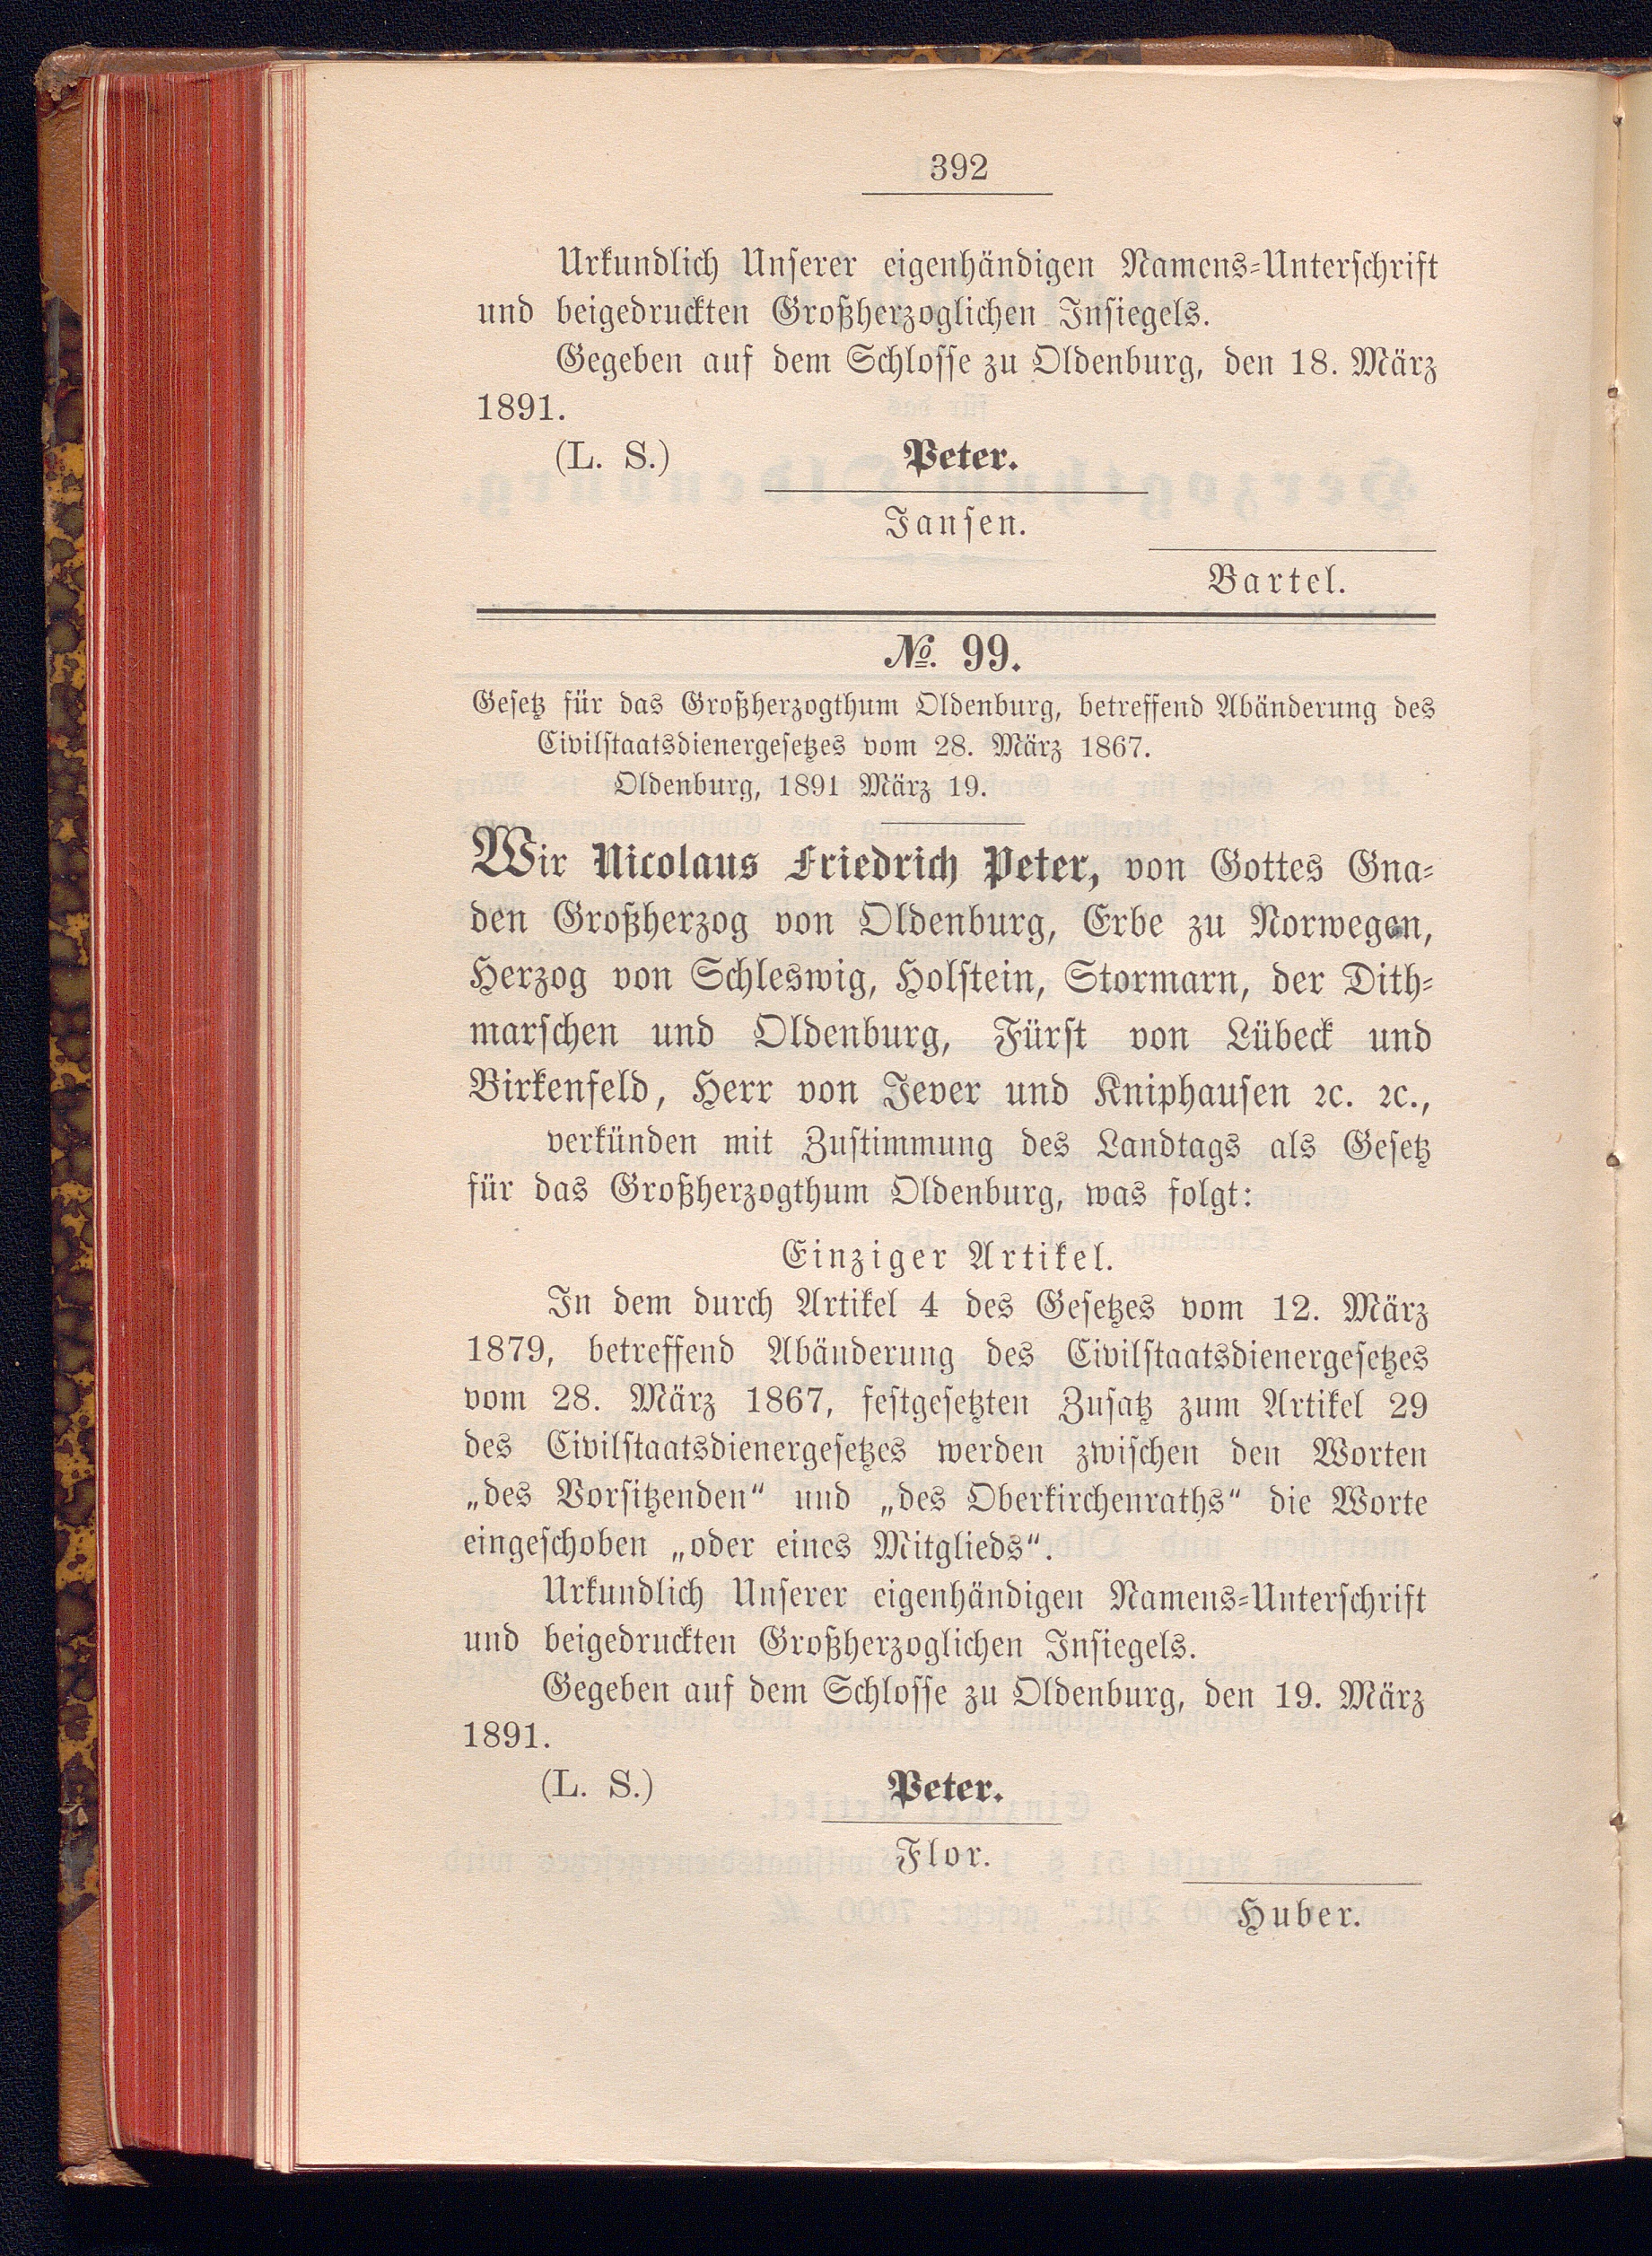 392
Urkundlich Unserer eigenhändigen Namens-Unterschrift
und beigedruckten Großherzoglichen Insiegels.
Gegeben auf dem Schlosse zu Oldenburg, den 18. März
1891.
(L. S.) Peter.
Jansen.
Bartel.
№. 99.
Gesetz für das Großherzogthum Oldenburg, betreffend Abänderung des
Civilstaatsdienergesetzes vom 28. März 1867.
Oldenburg, 1891 März 19.
Wir Nicolaus Friedrich Peter, von Gottes Gna-
den Großherzog von Oldenburg, Erbe zu Norwegen,
Herzog von Schleswig, Holstein, Stormarn, der Dith-
marschen und Oldenburg, Fürst von Lübeck und
Birkenfeld, Herr von Jever und Kniphausen ꝛc. ꝛc.,
verkünden mit Zustimmung des Landtags als Gesetz
für das Großherzogthum Oldenburg, was folgt:
Einziger Artikel.
In dem durch Artikel 4 des Gesetzes vom 12. März
1879, betreffend Abänderung des Civilstaatsdienergesetzes
vom 28. März 1867, festgesetzten Zusatz zum Artikel 29
des Civilstaatsdienergesetzes werden zwischen den Worten
„des Vorsitzenden“ und „des Oberkirchenraths“ die Worte
eingeschoben „oder eines Mitglieds“.
Urkundlich Unserer eigenhändigen Namens-Unterschrift
und beigedruckten Großherzoglichen Insiegels.
Gegeben auf dem Schlosse zu Oldenburg, den 19. März
1891.
(L. S.) Peter.
Flor.
Huber.